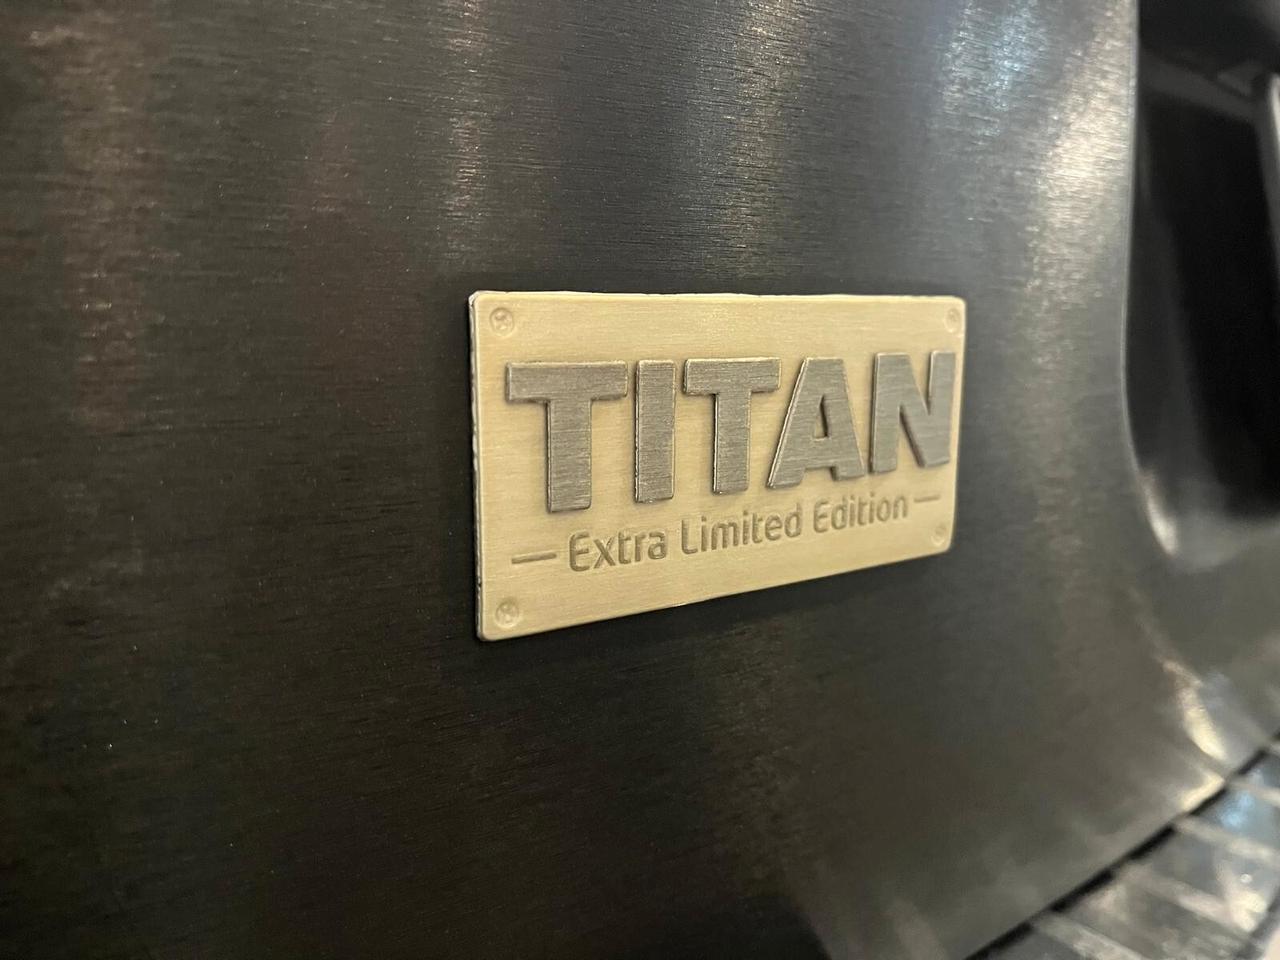 TITAN
— Extra Limited Edition —